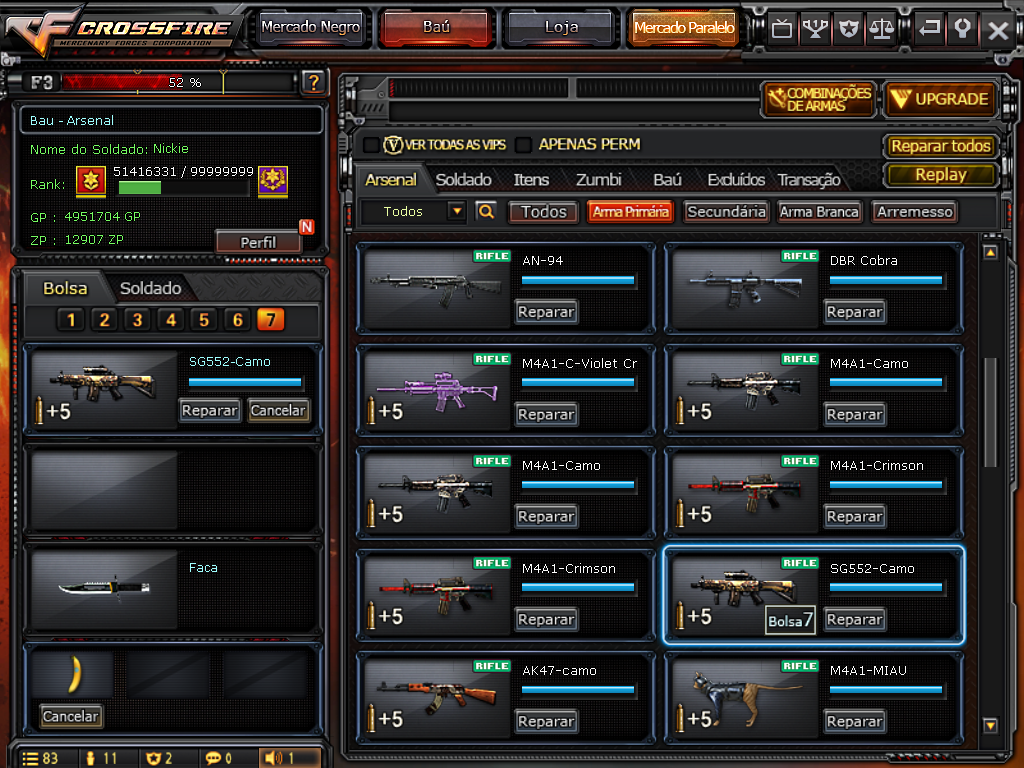 CROSSFIRE
MERCENARY FORCES CORPORATION
Mercado Negro
Baú
Loja
Mercado Paralelo
F3
52 %
?
Bau - Arsenal
Nome do Soldado: Nickie
Rank:
51416331 / 99999999
GP : 4951704 GP
ZP : 12907 ZP
N
Perfil
Bolsa
Soldado
1 2 3 4 5 6 7
SG552-Camo
+5
Reparar
Cancelar
Faca
Cancelar
83
11
2
0
1
COMBINAÇÕES
DE ARMAS
UPGRADE
V VER TODAS AS VIPS
APENAS PERM
Reparar todos
Replay
Arsenal
Soldado
Itens
Zumbi
Baú
Excluídos
Transação
Todos
Todos
Arma Primária
Secundária
Arma Branca
Arremesso
RIFLE
AN-94
Reparar
RIFLE
DBR Cobra
Reparar
RIFLE
M4A1-C-Violet Cr
+5
Reparar
RIFLE
M4A1-Camo
+5
Reparar
RIFLE
M4A1-Camo
+5
Reparar
RIFLE
M4A1-Crimson
+5
Reparar
RIFLE
M4A1-Crimson
+5
Reparar
RIFLE
SG552-Camo
+5
Bolsa7
Reparar
RIFLE
AK47-camo
+5
Reparar
RIFLE
M4A1-MIAU
+5
Reparar